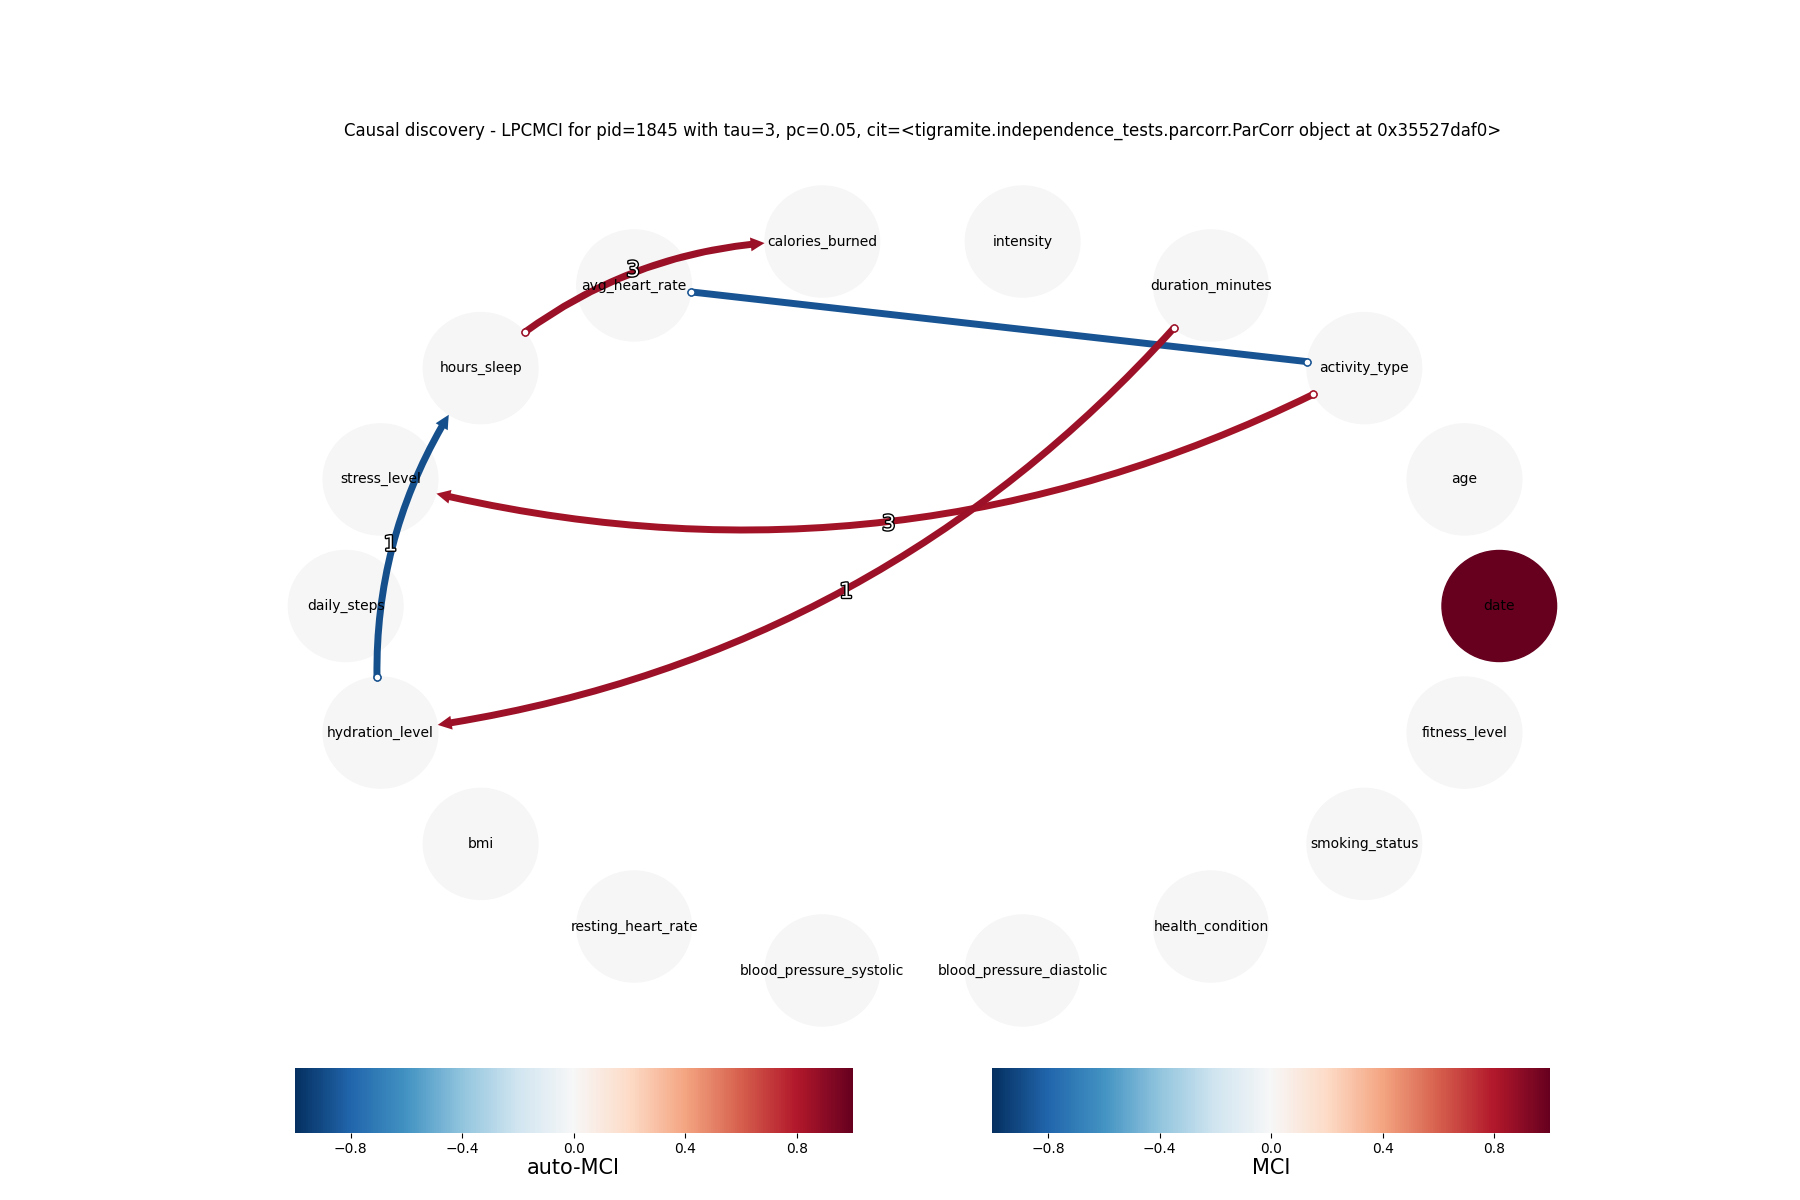 Causal discovery - LPCMCI for pid=1845 with tau=3, pc=0.05, cit=<tigramite.independence_tests.parcorr.ParCorr object at 0x35527daf0>
calories_burned
intensity
3
avg_heart_rate
duration_minutes
hours_sleep
activity_type
stress_level
age
3
1
1
daily_steps
date
hydration_level
fitness_level
bmi
smoking_status
resting_heart_rate
health_condition
blood_pressure_systolic
blood_pressure_diastolic
−0.8 −0.4 0.0 0.4 0.8
auto-MCI
−0.8 −0.4 0.0 0.4 0.8
MCI